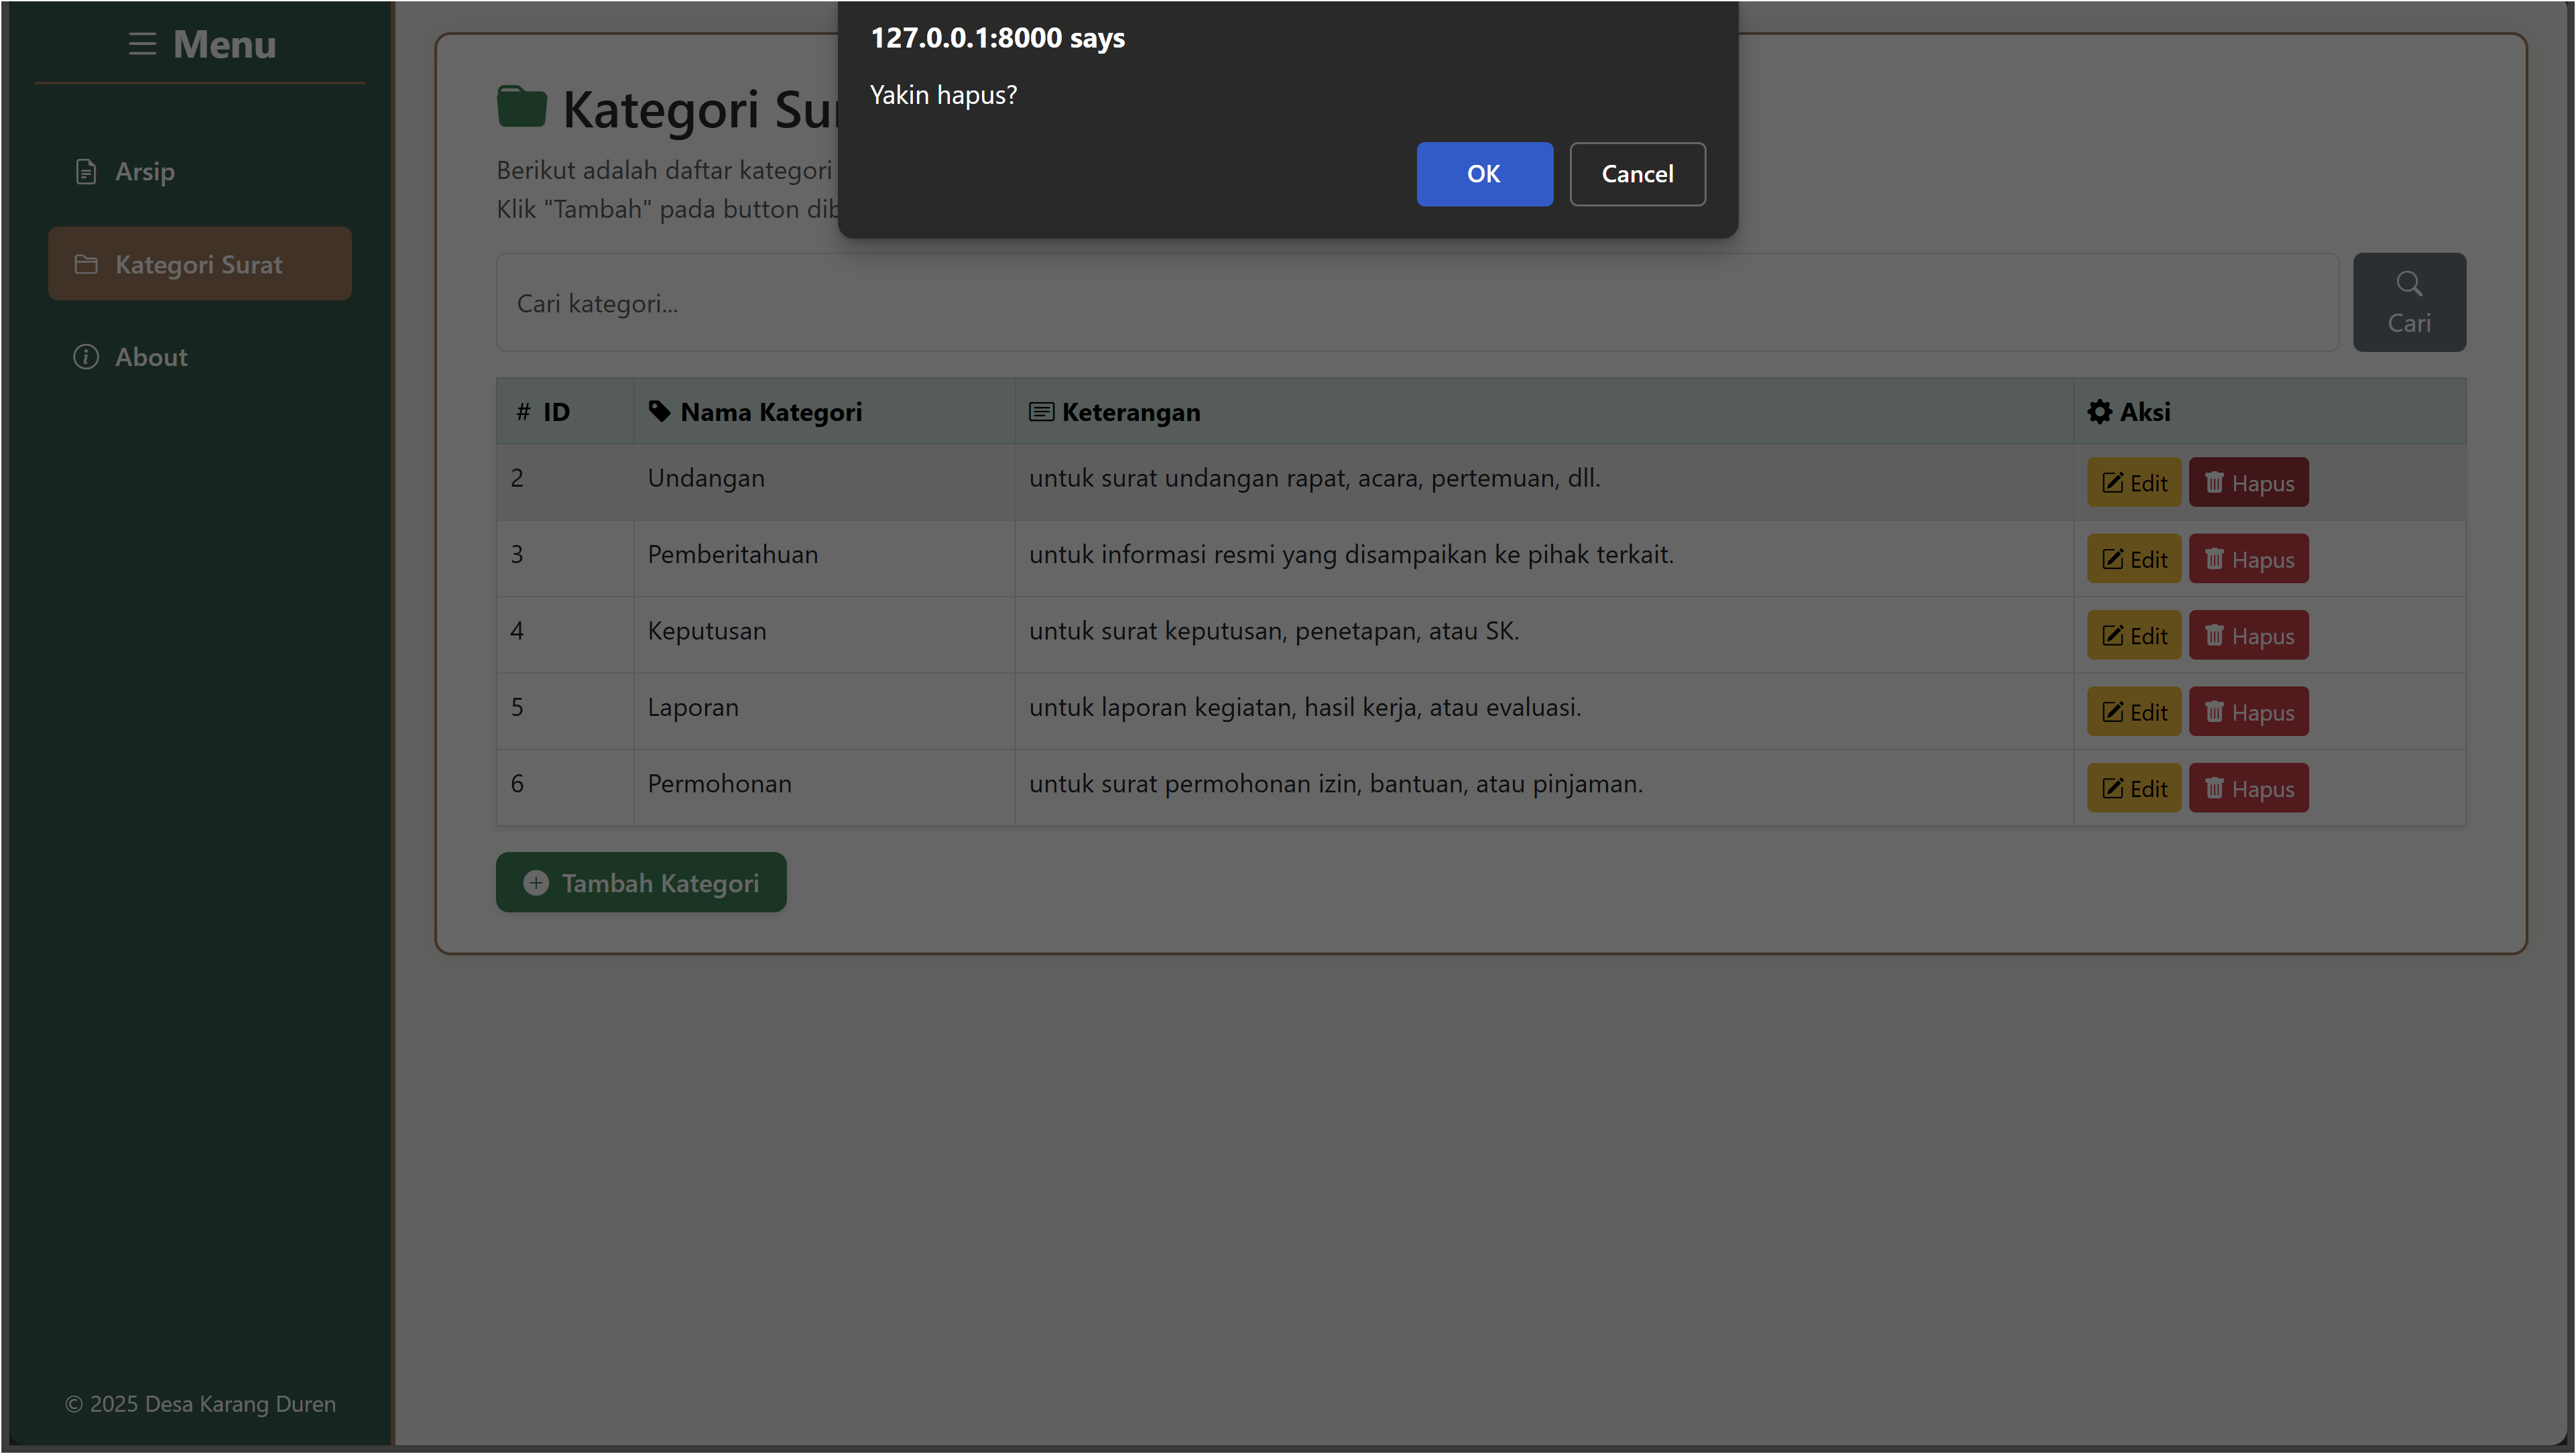 Menu
Arsip
Kategori Surat
About
© 2025 Desa Karang Duren
127.0.0.1:8000 says
Yakin hapus?
OK
Cancel
Kategori Sur
Berikut adalah daftar kategori
Klik "Tambah" pada button dib
Cari kategori...
Cari
# ID Nama Kategori Keterangan Aksi
2 Undangan untuk surat undangan rapat, acara, pertemuan, dll. Edit Hapus
3 Pemberitahuan untuk informasi resmi yang disampaikan ke pihak terkait. Edit Hapus
4 Keputusan untuk surat keputusan, penetapan, atau SK. Edit Hapus
5 Laporan untuk laporan kegiatan, hasil kerja, atau evaluasi. Edit Hapus
6 Permohonan untuk surat permohonan izin, bantuan, atau pinjaman. Edit Hapus
Tambah Kategori